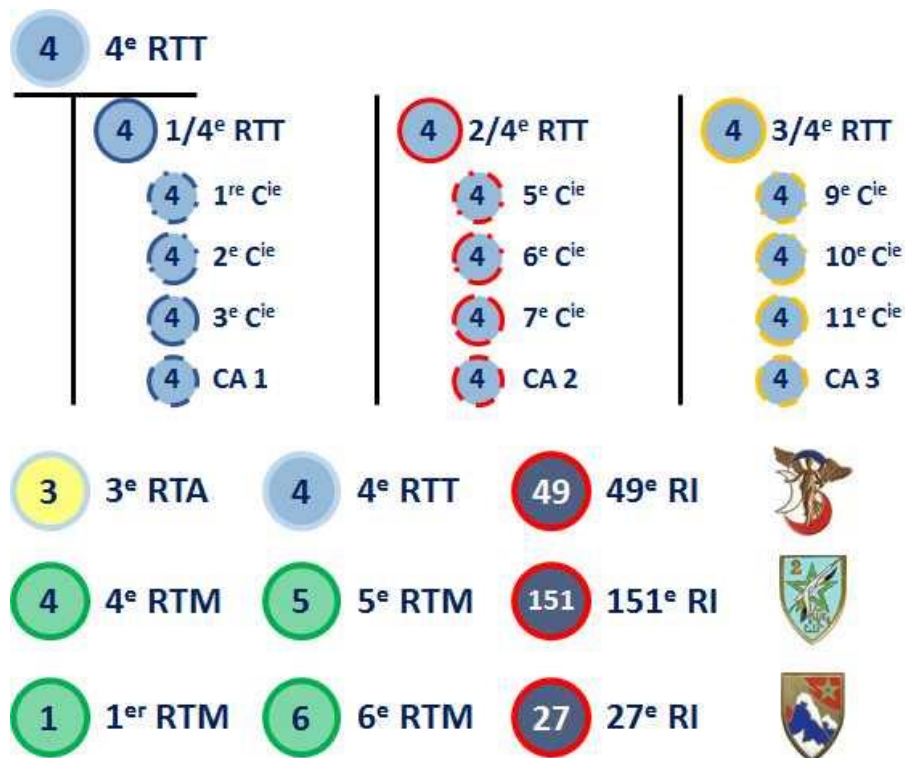 4 4ᵉ RTT
4 1/4ᵉ RTT 4 2/4ᵉ RTT 4 3/4ᵉ RTT
4 1ʳᵉ Cⁱᵉ 4 5ᵉ Cⁱᵉ 4 9ᵉ Cⁱᵉ
4 2ᵉ Cⁱᵉ 4 6ᵉ Cⁱᵉ 4 10ᵉ Cⁱᵉ
4 3ᵉ Cⁱᵉ 4 7ᵉ Cⁱᵉ 4 11ᵉ Cⁱᵉ
4 CA 1 4 CA 2 4 CA 3
3 3ᵉ RTA 4 4ᵉ RTT 49 49ᵉ RI
4 4ᵉ RTM 5 5ᵉ RTM 151 151ᵉ RI 2
1 1ᵉʳ RTM 6 6ᵉ RTM 27 27ᵉ RI